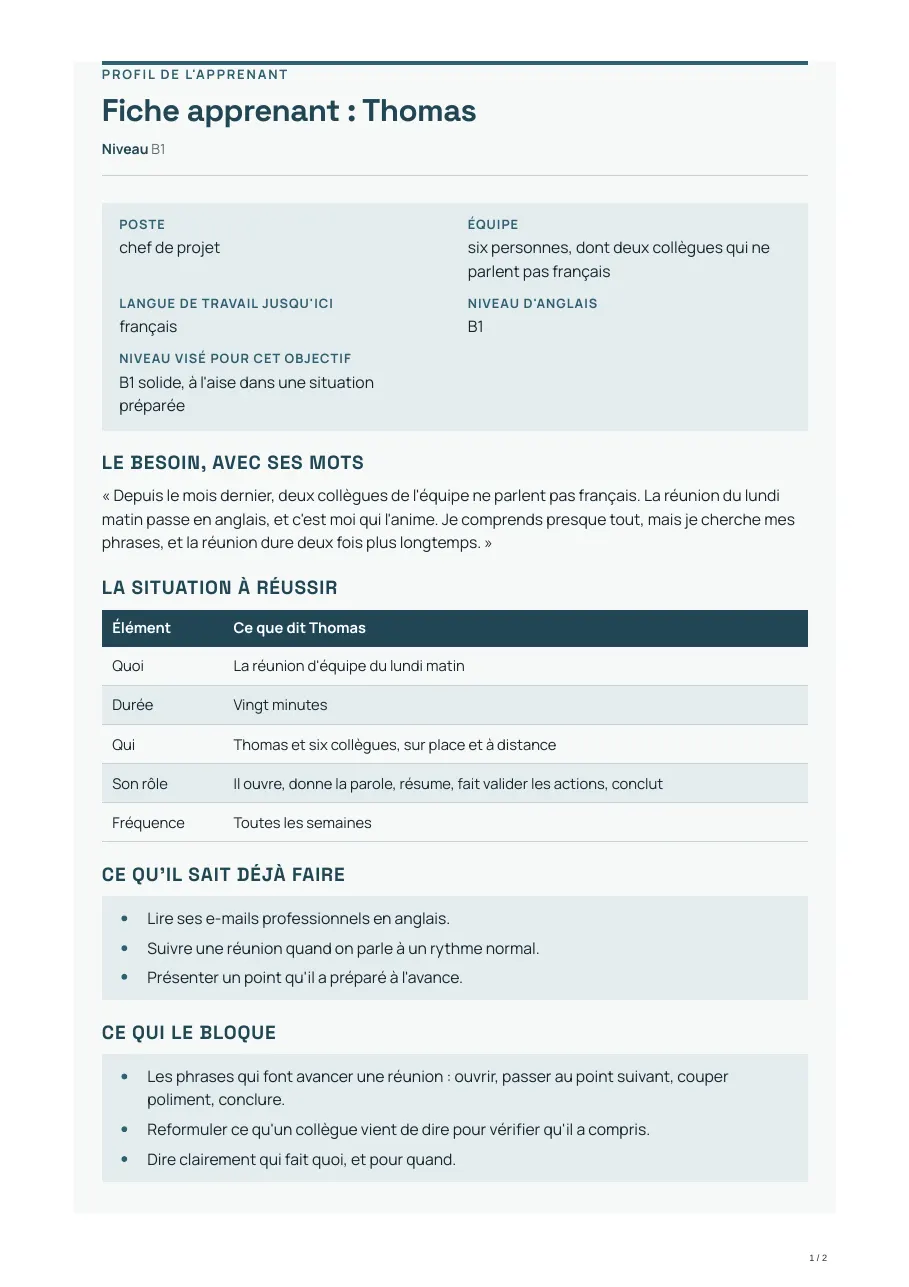 PROFIL DE L'APPRENANT
Fiche apprenant : Thomas
Niveau B1
POSTE
chef de projet
ÉQUIPE
six personnes, dont deux collègues qui ne
parlent pas français
LANGUE DE TRAVAIL JUSQU'ICI
français
NIVEAU D'ANGLAIS
B1
NIVEAU VISÉ POUR CET OBJECTIF
B1 solide, à l'aise dans une situation
préparée
LE BESOIN, AVEC SES MOTS
« Depuis le mois dernier, deux collègues de l'équipe ne parlent pas français. La réunion du lundi
matin passe en anglais, et c'est moi qui l'anime. Je comprends presque tout, mais je cherche mes
phrases, et la réunion dure deux fois plus longtemps. »
LA SITUATION À RÉUSSIR
Élément Ce que dit Thomas
Quoi La réunion d'équipe du lundi matin
Durée Vingt minutes
Qui Thomas et six collègues, sur place et à distance
Son rôle Il ouvre, donne la parole, résume, fait valider les actions, conclut
Fréquence Toutes les semaines
CE QU’IL SAIT DÉJÀ FAIRE
• Lire ses e-mails professionnels en anglais.
• Suivre une réunion quand on parle à un rythme normal.
• Présenter un point qu'il a préparé à l'avance.
CE QUI LE BLOQUE
• Les phrases qui font avancer une réunion : ouvrir, passer au point suivant, couper
poliment, conclure.
• Reformuler ce qu'un collègue vient de dire pour vérifier qu'il a compris.
• Dire clairement qui fait quoi, et pour quand.
1 / 2